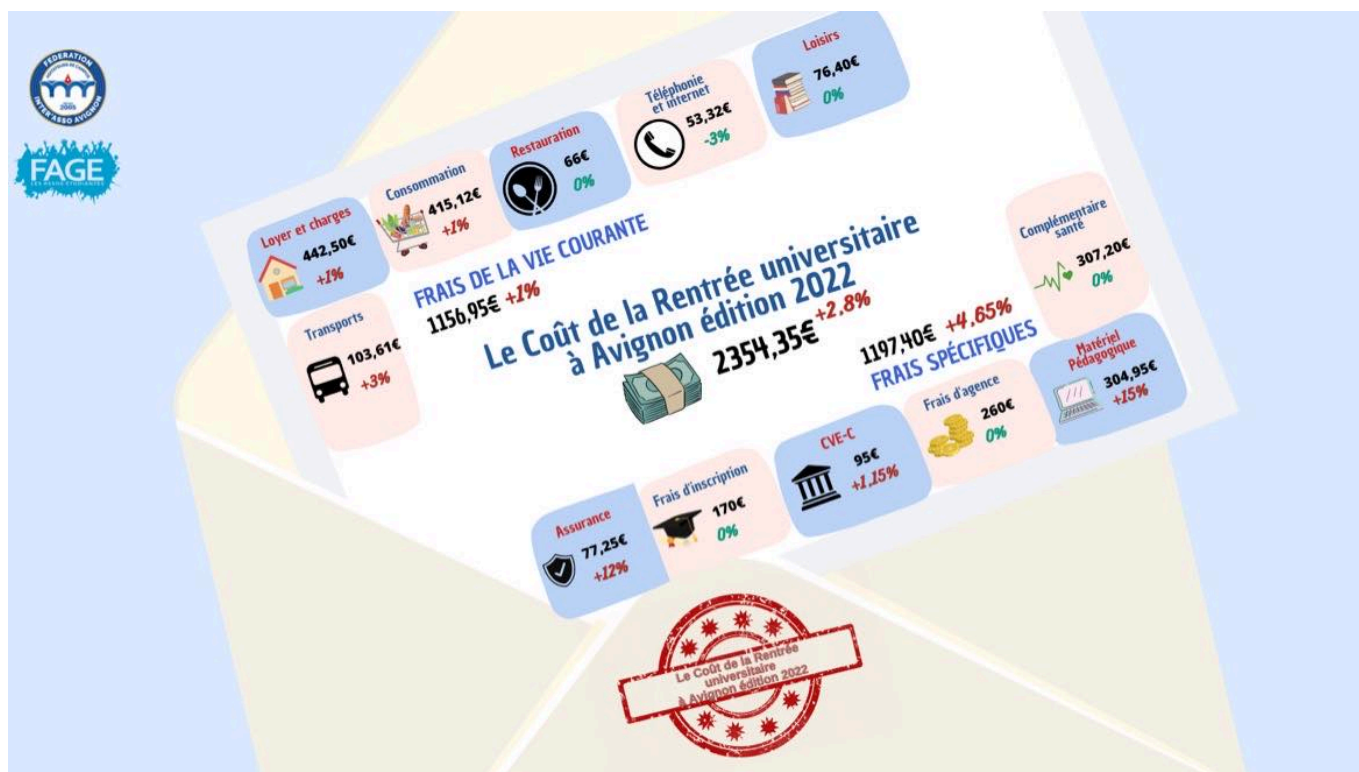 FEDERATION
INTER'ASSO AVIGNON
2005
FAGE
Loyer et charges
442,50€
+1%
Consommation
415,12€
+1%
Restauration
66€
0%
Téléphonie
et internet
53,32€
-3%
Loisirs
76,40€
0%
Transports
103,61€
+3%
FRAIS DE LA VIE COURANTE
1156,95€ +1%
Le Coût de la Rentrée universitaire
à Avignon édition 2022
2354,35€ +2,8%
1197,40€ +4,65%
FRAIS SPÉCIFIQUES
Complémentaire
santé
307,20€
0%
Matériel
Pédagogique
304,95€
+15%
Frais d'agence
260€
0%
CVE-C
95€
+1,15%
Frais d'inscription
170€
0%
Assurance
77,25€
+12%
Le Coût de la Rentrée
universitaire
à Avignon édition 2022